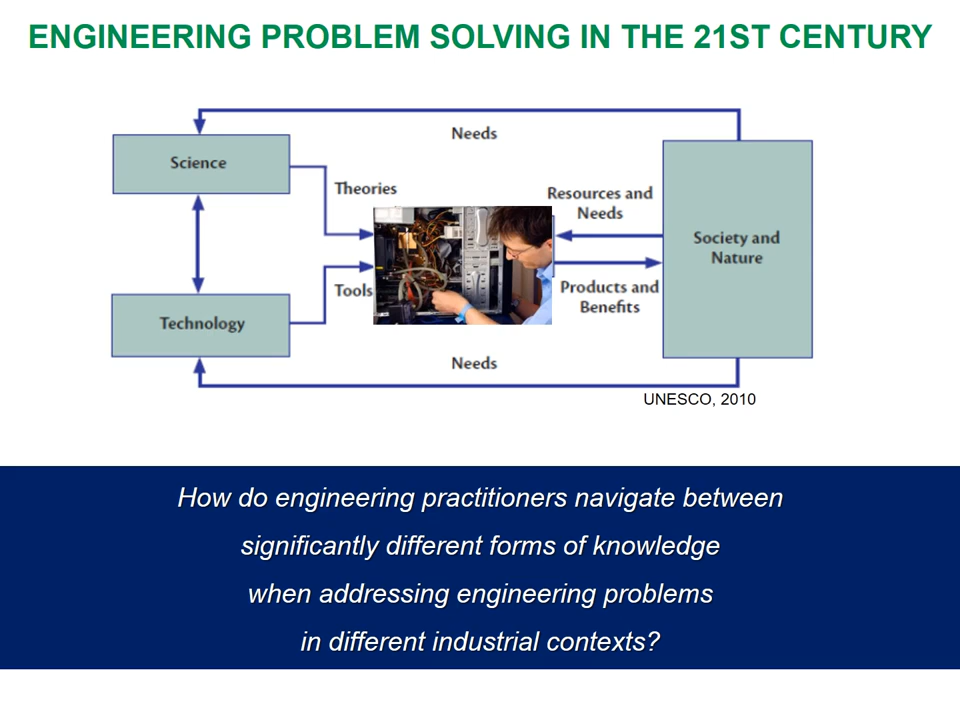 ENGINEERING PROBLEM SOLVING IN THE 21ST CENTURY
Needs
Science
Theories
Resources and
Needs
Society and
Nature
Tools
Products and
Benefits
Technology
Needs
UNESCO, 2010
How do engineering practitioners navigate between
significantly different forms of knowledge
when addressing engineering problems
in different industrial contexts?